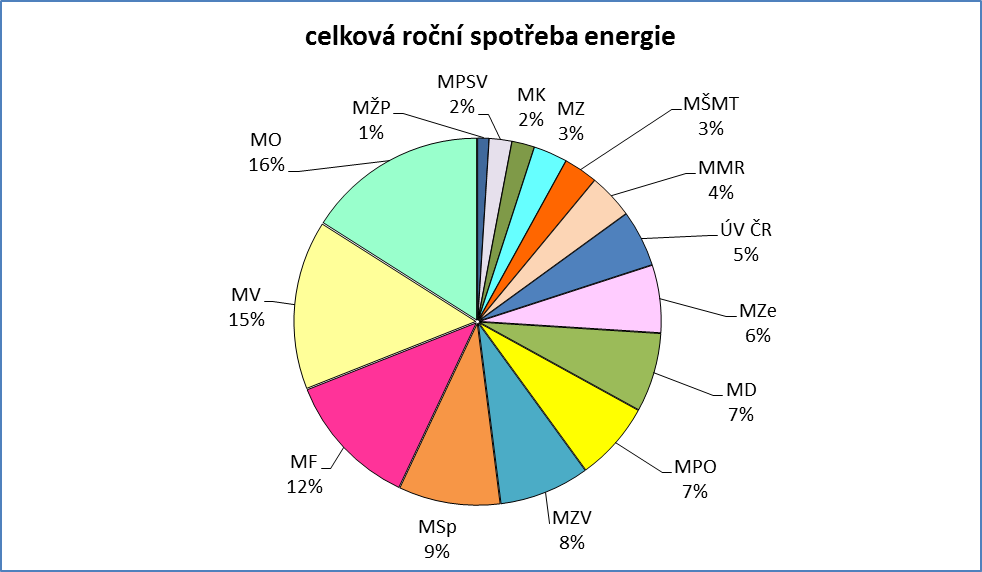 celková roční spotřeba energie
MŽP
1%
MPSV
2%
MK
2%
MZ
3%
MŠMT
3%
MMR
4%
ÚV ČR
5%
MZe
6%
MD
7%
MPO
7%
MZV
8%
MSp
9%
MF
12%
MV
15%
MO
16%